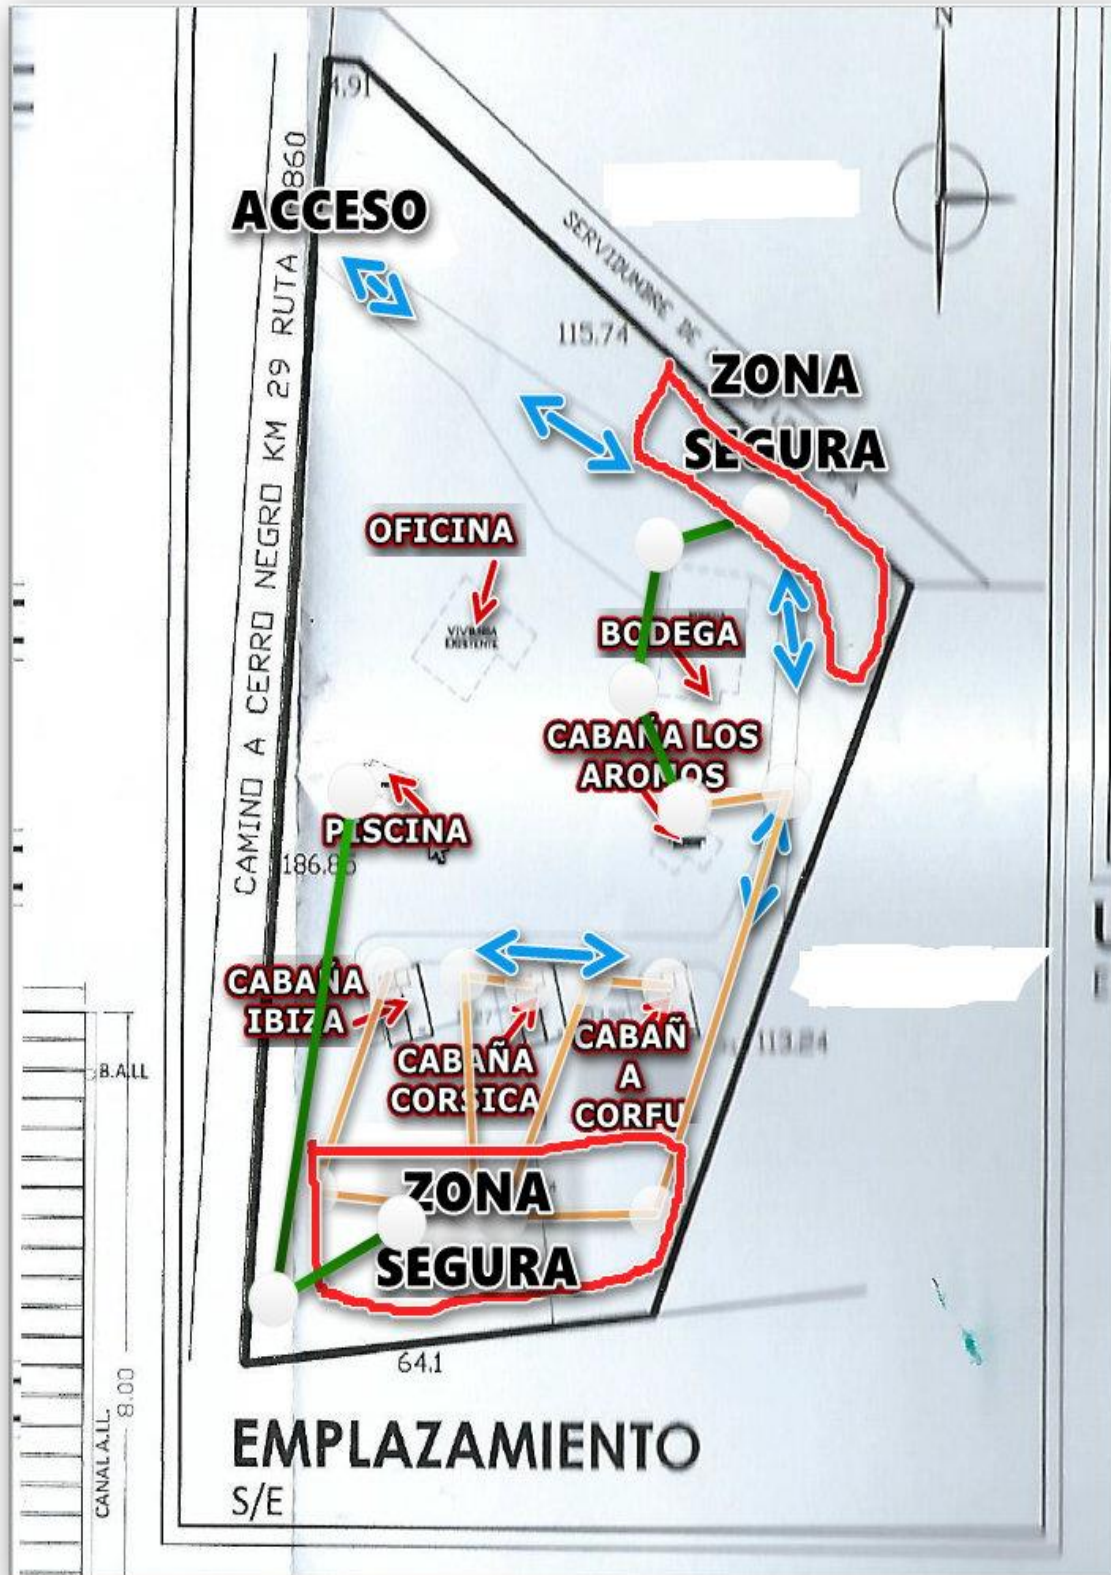 N
4.91
CAMINO A CERRO NEGRO KM 29 RUTA 860
ACCESO
SERVIDUMBRE DE
115.74
ZONA
SEGURA
OFICINA
VIVIENDA
EXISTENTE
BODEGA
CABAÑA LOS
AROMOS
PISCINA
186.86
CABAÑA
IBIZA
CABAÑA
CORSICA
CABAÑ
A
CORFU
113.24
B.A.LL
ZONA
SEGURA
64.1
8.00
CANAL A.LL.
EMPLAZAMIENTO
S/E